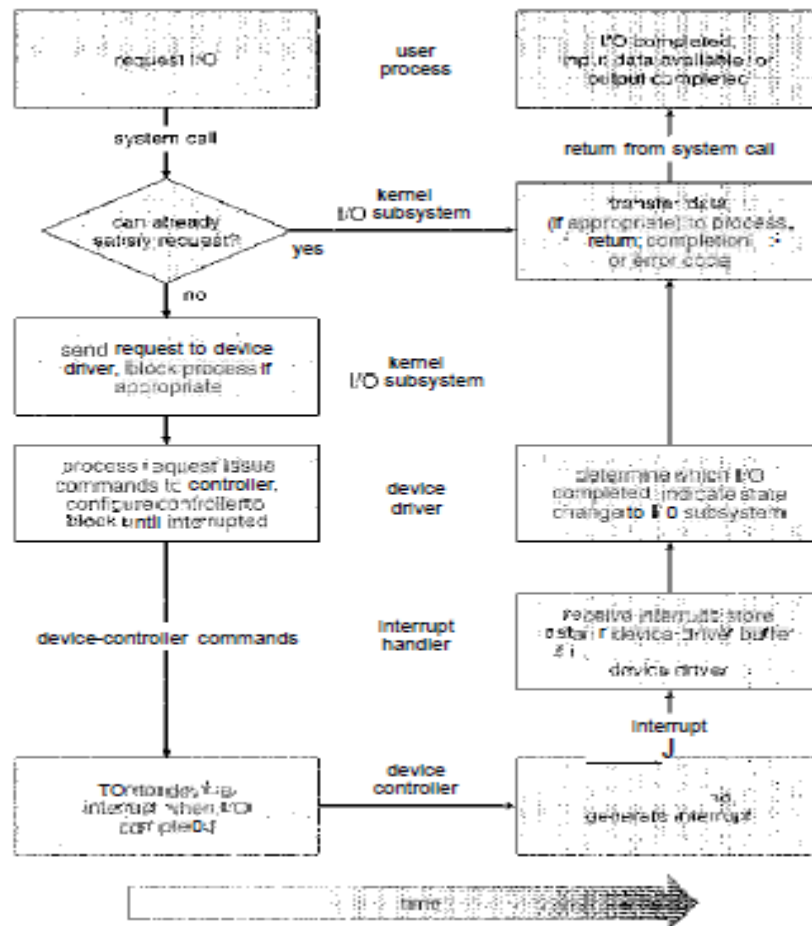 request I/O
user
process
I/O completed,
input data available, or
output completed
system call
return from system call
can already
satisfy request?
kernel
I/O subsystem
yes
transfer data
(if appropriate) to process,
return completion
or error code
no
send request to device
driver, block process if
appropriate
kernel
I/O subsystem
process request issue
commands to controller,
configure controller to
block until interrupted
device
driver
determine which I/O
completed indicate state
change to I/O subsystem
device-controller commands
interrupt
handler
receive interrupt store
device-driver buffer
device driver
interrupt
J
interrupt when I/O
device
controller
generate interrupt
time